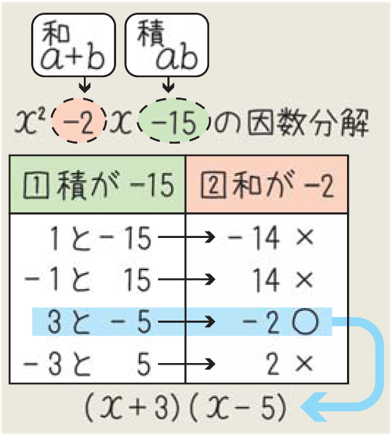 和 積
a+b ab
x² -2 x -15 の因数分解
1 積が -15 2 和が -2
1と-15 → -14 ×
-1と 15 → 14 ×
3と -5 → -2 ○
-3と 5 → 2 ×
(x+3)(x-5)